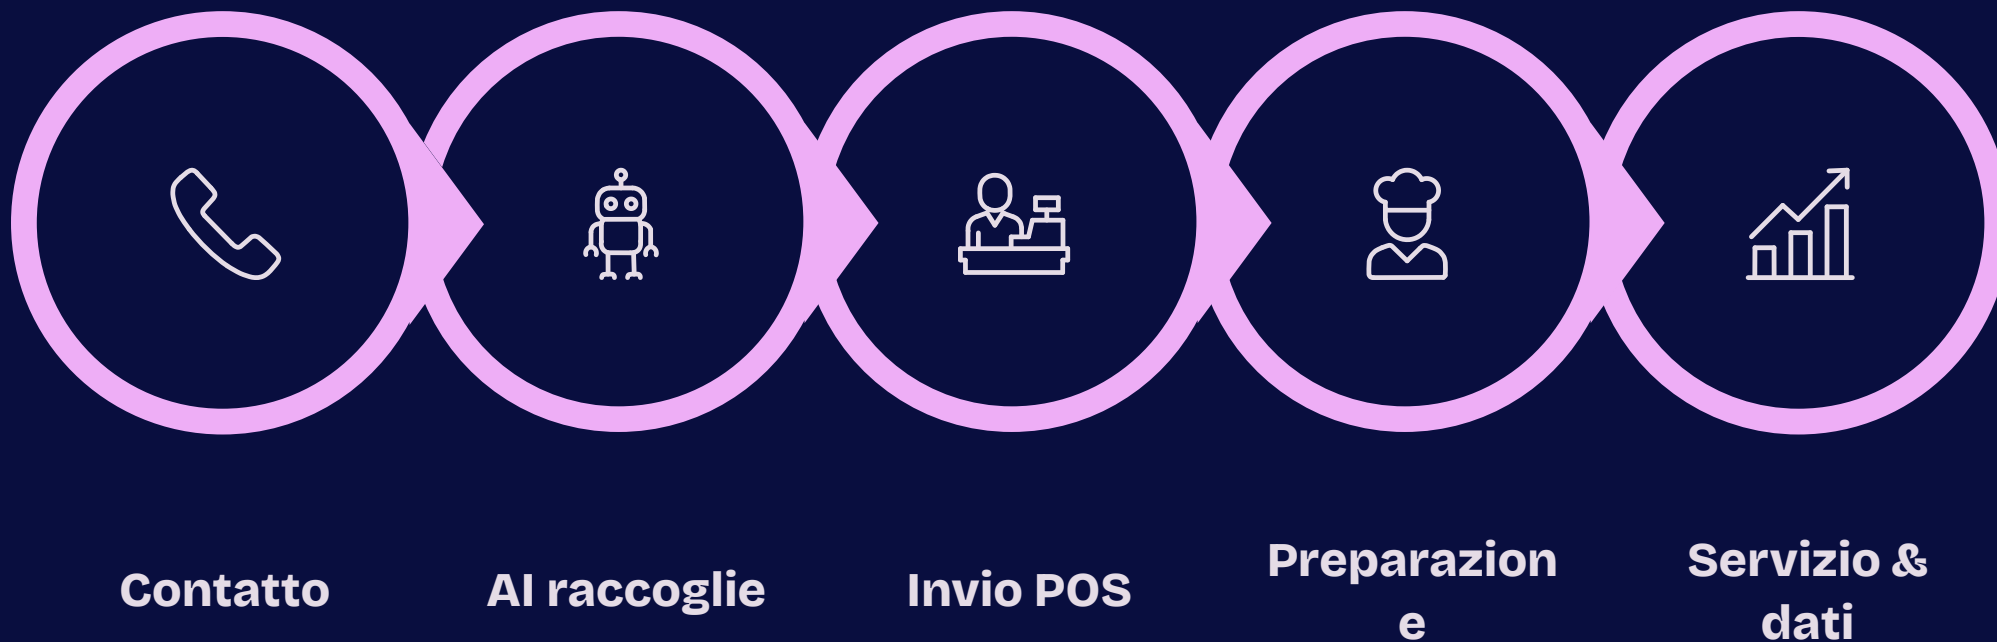 Contatto
AI raccoglie
Invio POS
Preparazion
e
Servizio &
dati